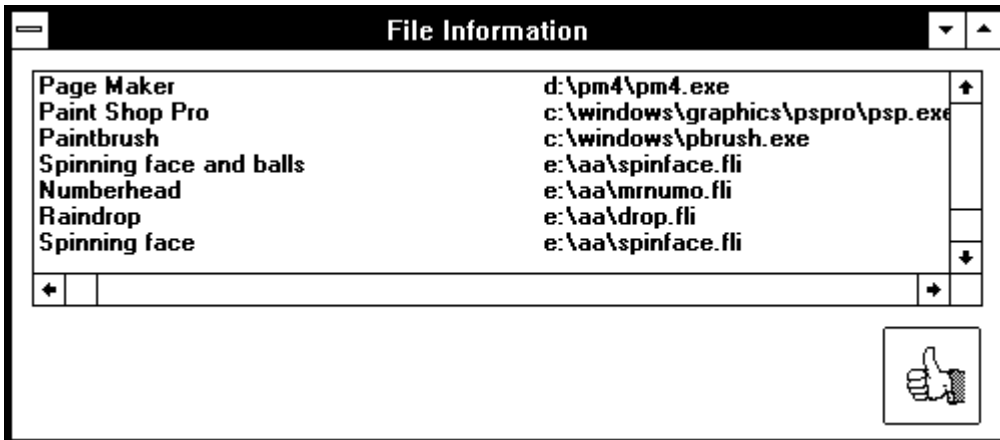 File Information
Page Maker d:\pm4\pm4.exe
Paint Shop Pro c:\windows\graphics\pspro\psp.exe
Paintbrush c:\windows\pbrush.exe
Spinning face and balls e:\aa\spinface.fli
Numberhead e:\aa\mrnumo.fli
Raindrop e:\aa\drop.fli
Spinning face e:\aa\spinface.fli